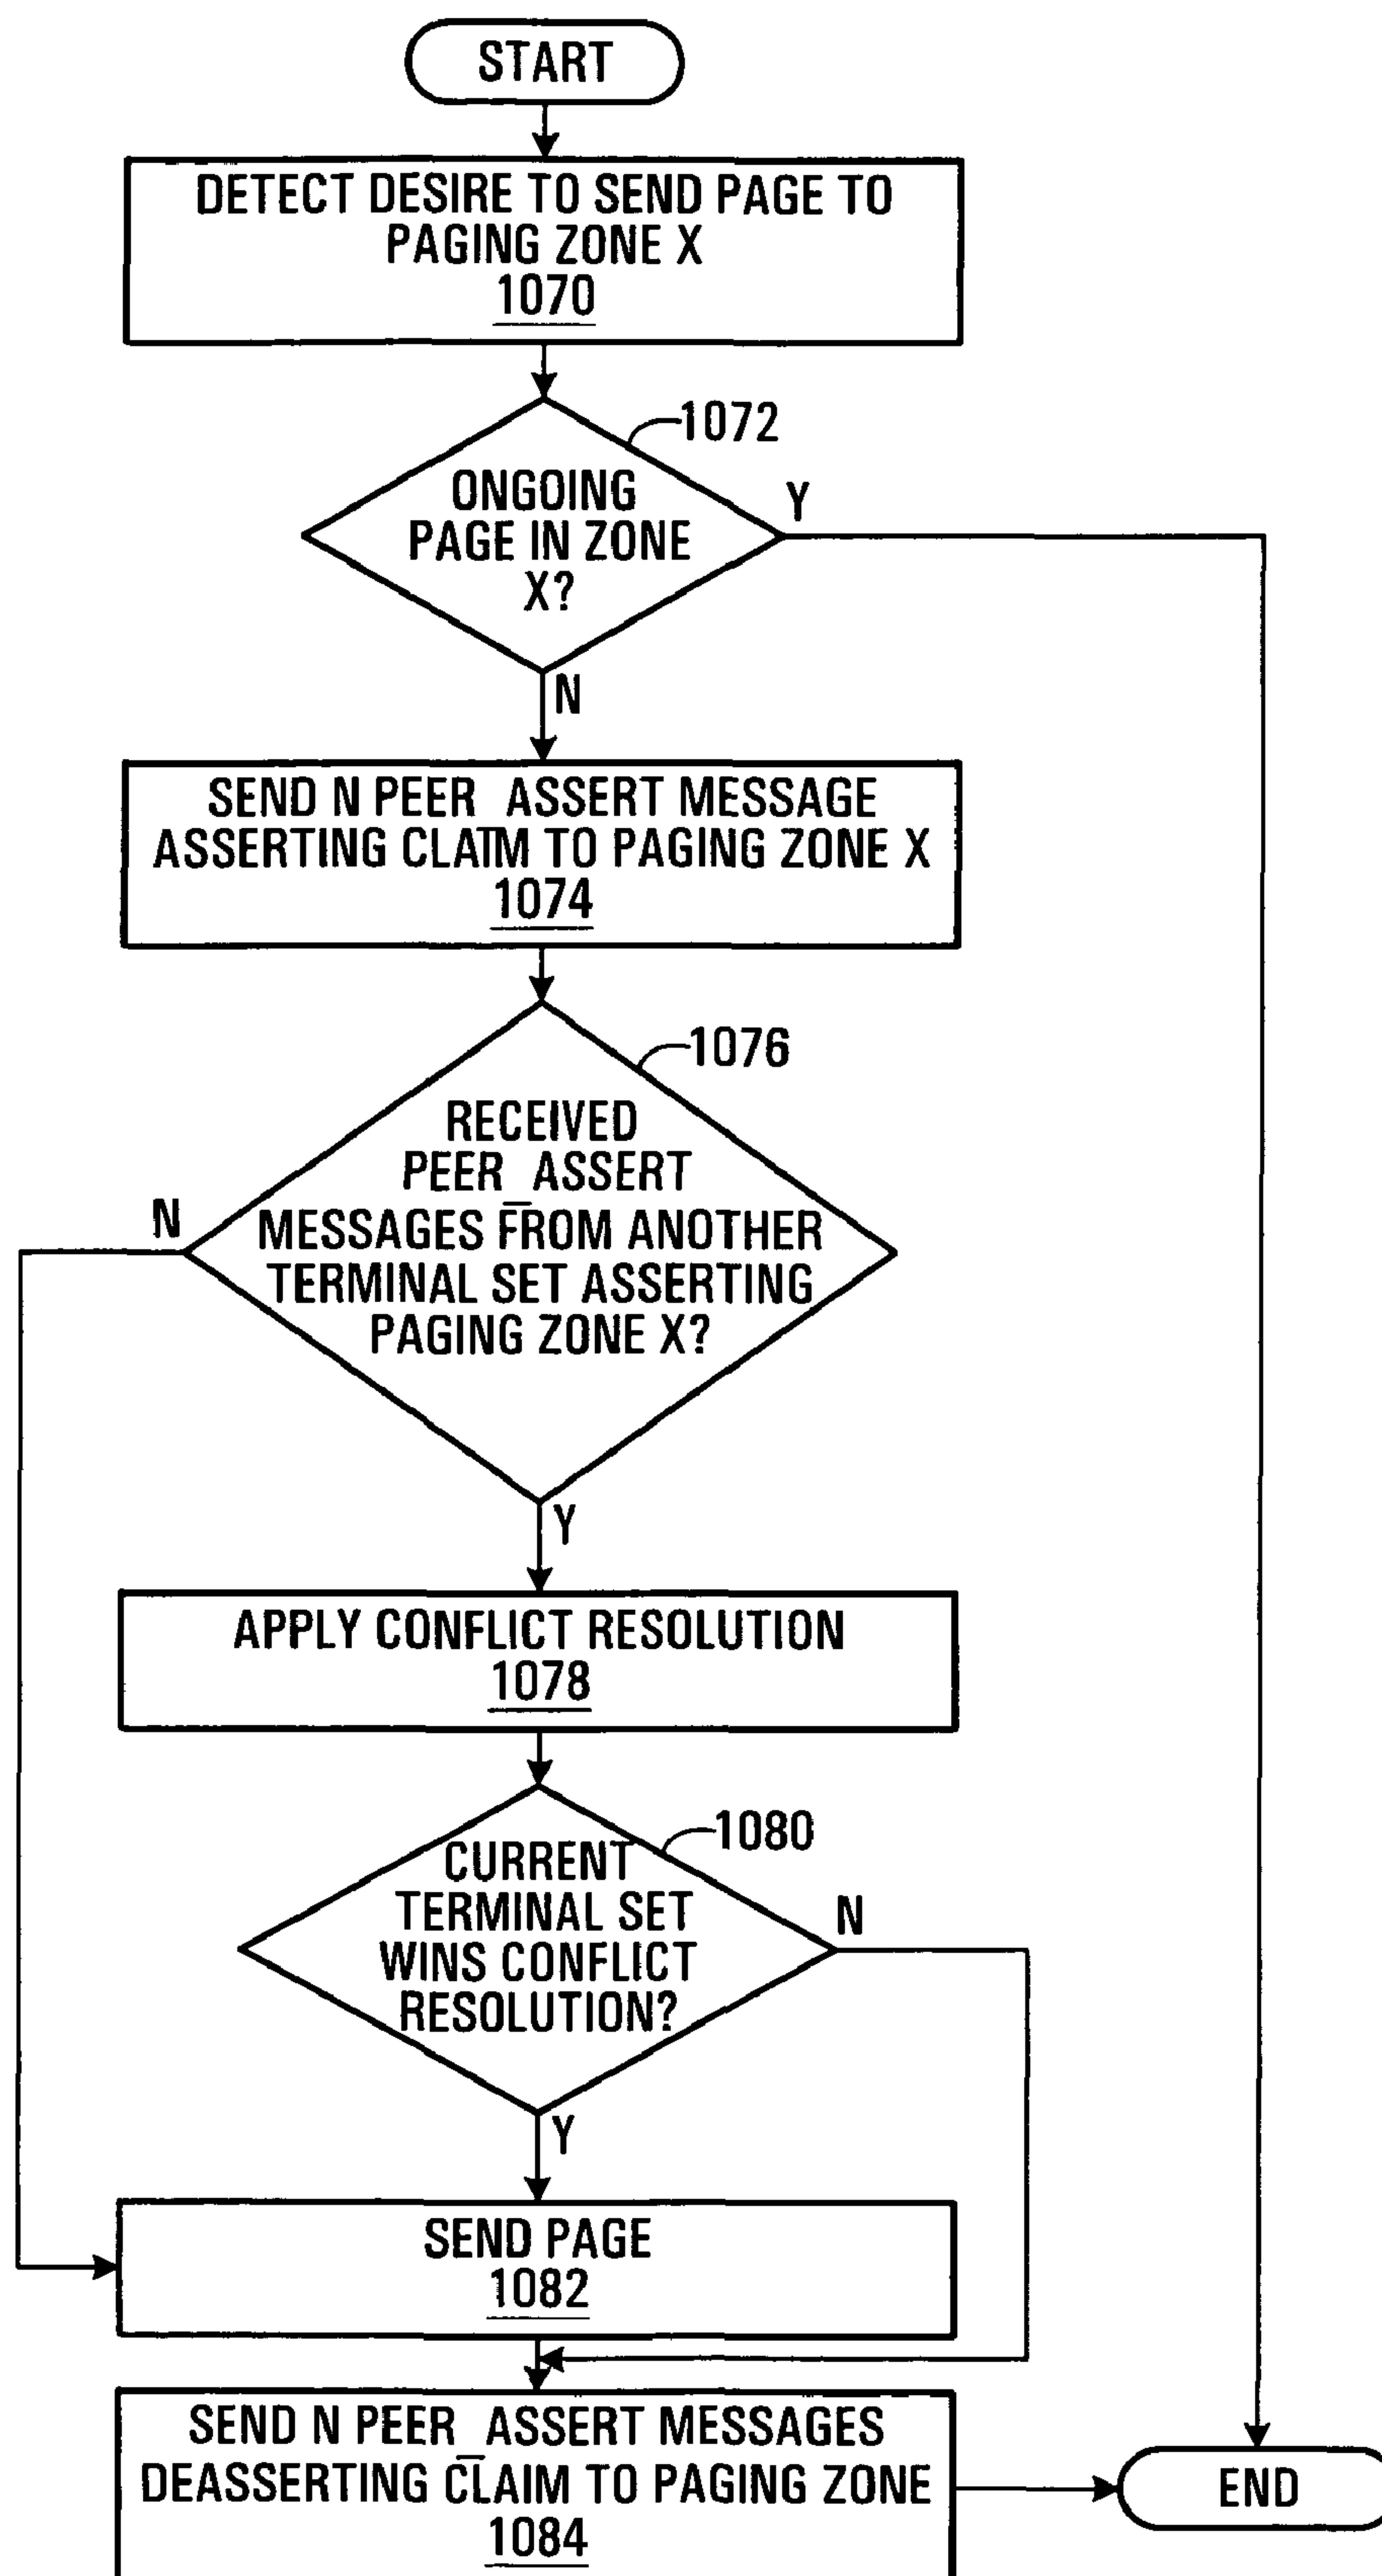 START
DETECT DESIRE TO SEND PAGE TO
PAGING ZONE X
1070
1072
ONGOING
PAGE IN ZONE
X?
Y
N
SEND N PEER_ASSERT MESSAGE
ASSERTING CLAIM TO PAGING ZONE X
1074
1076
RECEIVED
PEER_ASSERT
MESSAGES FROM ANOTHER
TERMINAL SET ASSERTING
PAGING ZONE X?
N
Y
APPLY CONFLICT RESOLUTION
1078
1080
CURRENT
TERMINAL SET
WINS CONFLICT
RESOLUTION?
N
Y
SEND PAGE
1082
SEND N PEER_ASSERT MESSAGES
DEASSERTING CLAIM TO PAGING ZONE
1084
END